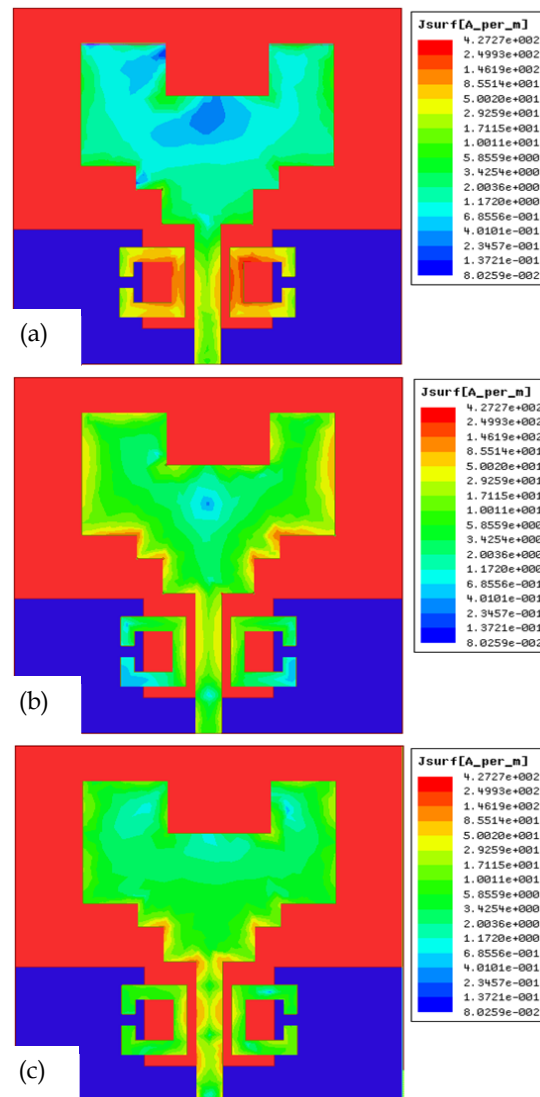 Jsurf[A_per_m]
4.2727e+002
2.4993e+002
1.4619e+002
8.5514e+001
5.0020e+001
2.9259e+001
1.7115e+001
1.0011e+001
5.8559e+000
3.4254e+000
2.0036e+000
1.1720e+000
6.8556e-001
4.0101e-001
2.3457e-001
1.3721e-001
8.0259e-002
(a)
Jsurf[A_per_m]
4.2727e+002
2.4993e+002
1.4619e+002
8.5514e+001
5.0020e+001
2.9259e+001
1.7115e+001
1.0011e+001
5.8559e+000
3.4254e+000
2.0036e+000
1.1720e+000
6.8556e-001
4.0101e-001
2.3457e-001
1.3721e-001
8.0259e-002
(b)
Jsurf[A_per_m]
4.2727e+002
2.4993e+002
1.4619e+002
8.5514e+001
5.0020e+001
2.9259e+001
1.7115e+001
1.0011e+001
5.8559e+000
3.4254e+000
2.0036e+000
1.1720e+000
6.8556e-001
4.0101e-001
2.3457e-001
1.3721e-001
8.0259e-002
(c)